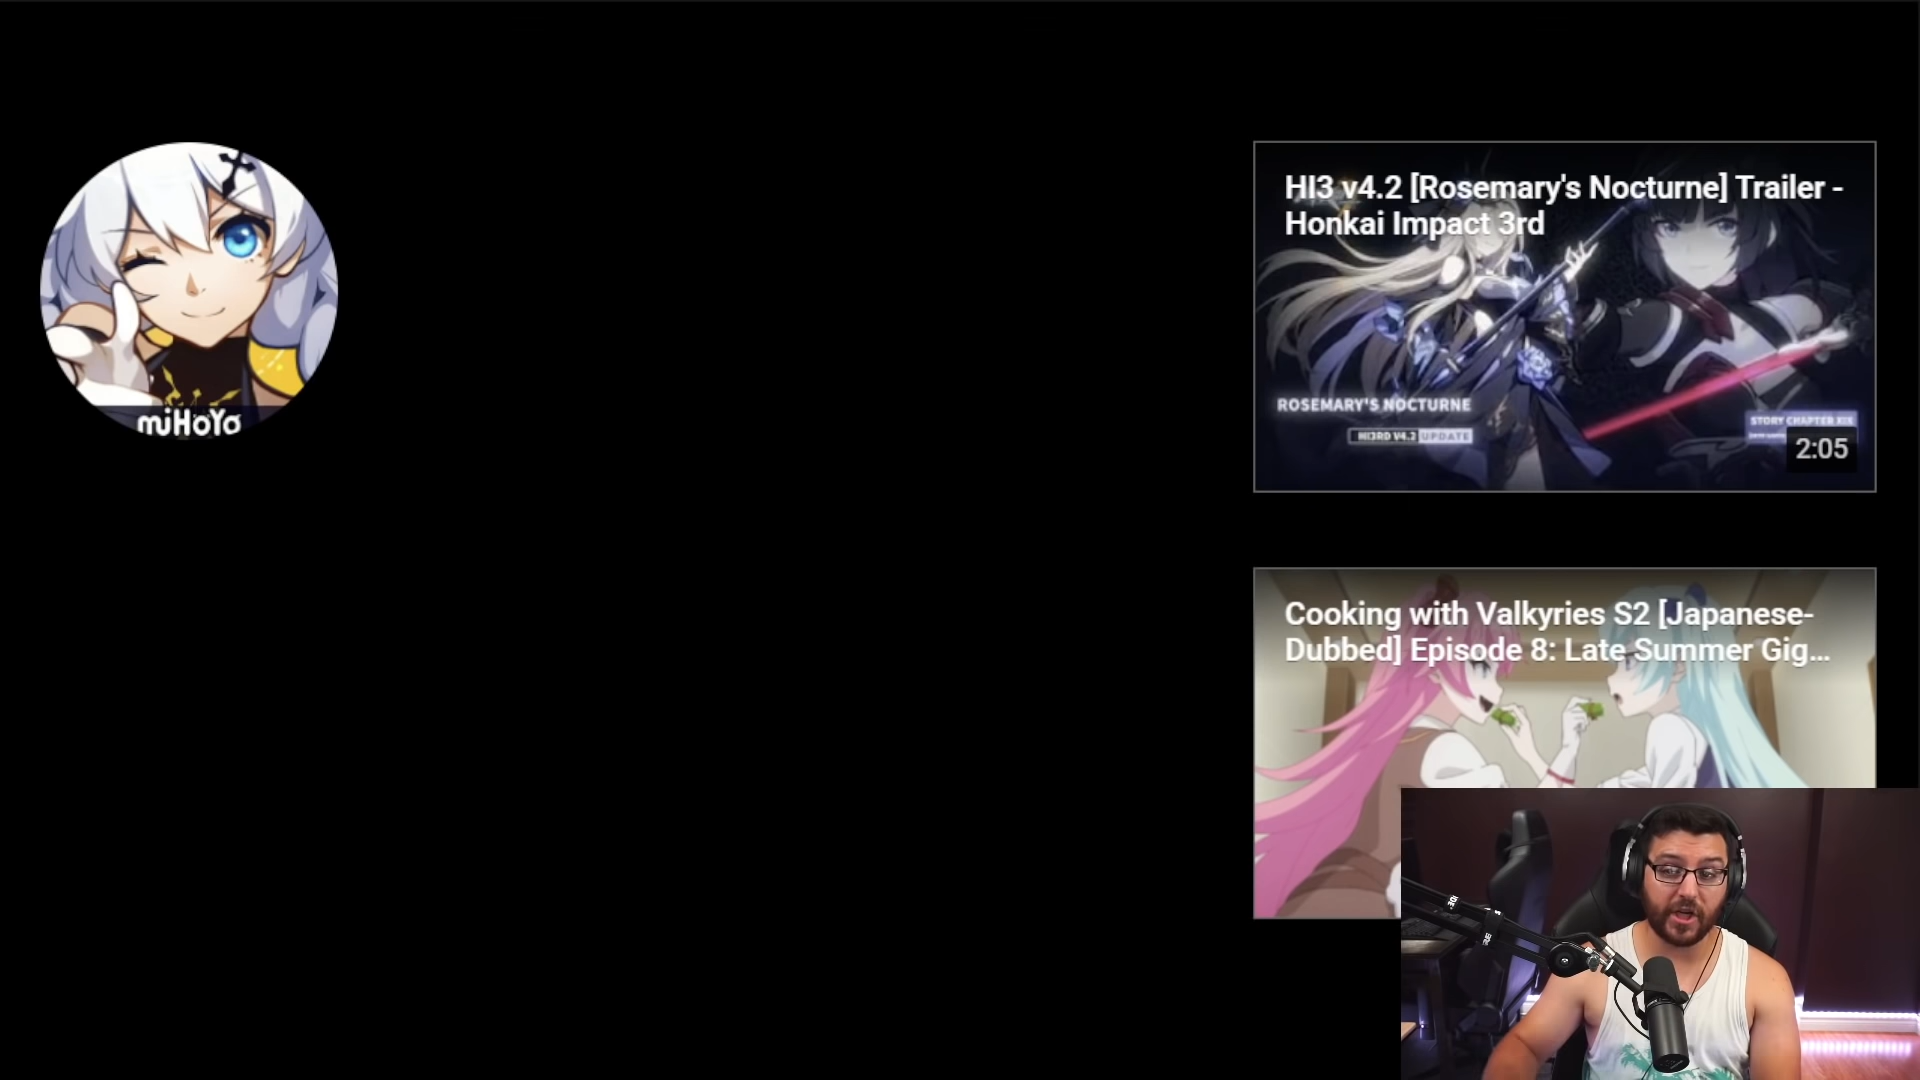 miHoYo
HI3 v4.2 [Rosemary's Nocturne] Trailer -
Honkai Impact 3rd
ROSEMARY'S NOCTURNE
HI3RD V4.2 UPDATE
STORY CHAPTER XIX
2:05
Cooking with Valkyries S2 [Japanese-
Dubbed] Episode 8: Late Summer Gig...